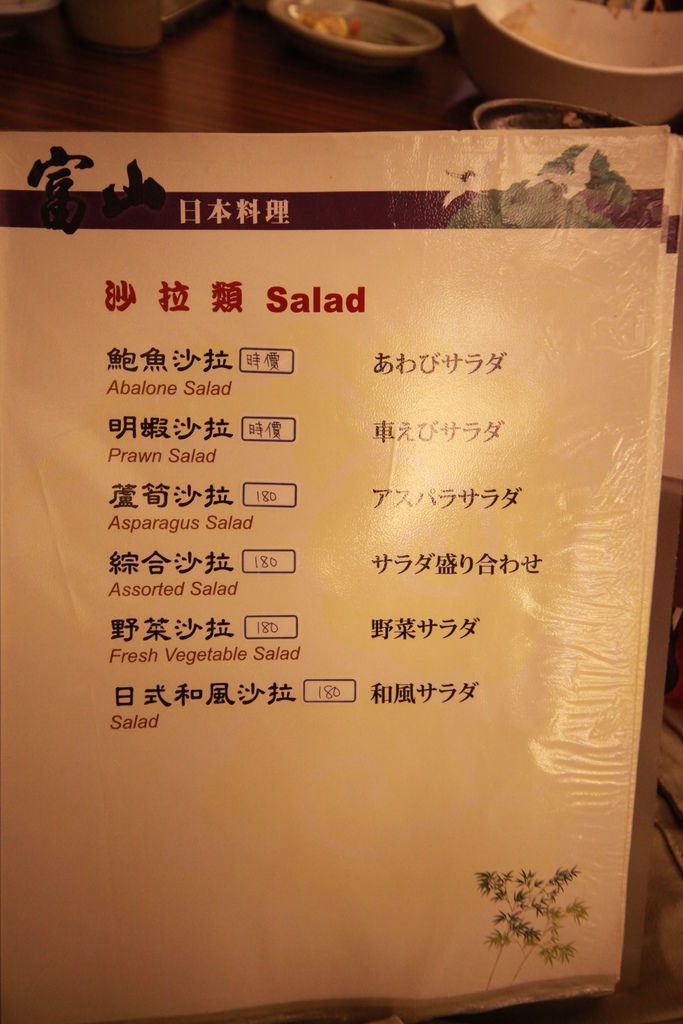 富山 日本料理
沙拉類 Salad
鮑魚沙拉 時價 あわびサラダ
Abalone Salad
明蝦沙拉 時價 車えびサラダ
Prawn Salad
蘆筍沙拉 180 アスパラサラダ
Asparagus Salad
綜合沙拉 180 サラダ盛り合わせ
Assorted Salad
野菜沙拉 180 野菜サラダ
Fresh Vegetable Salad
日式和風沙拉 180 和風サラダ
Salad